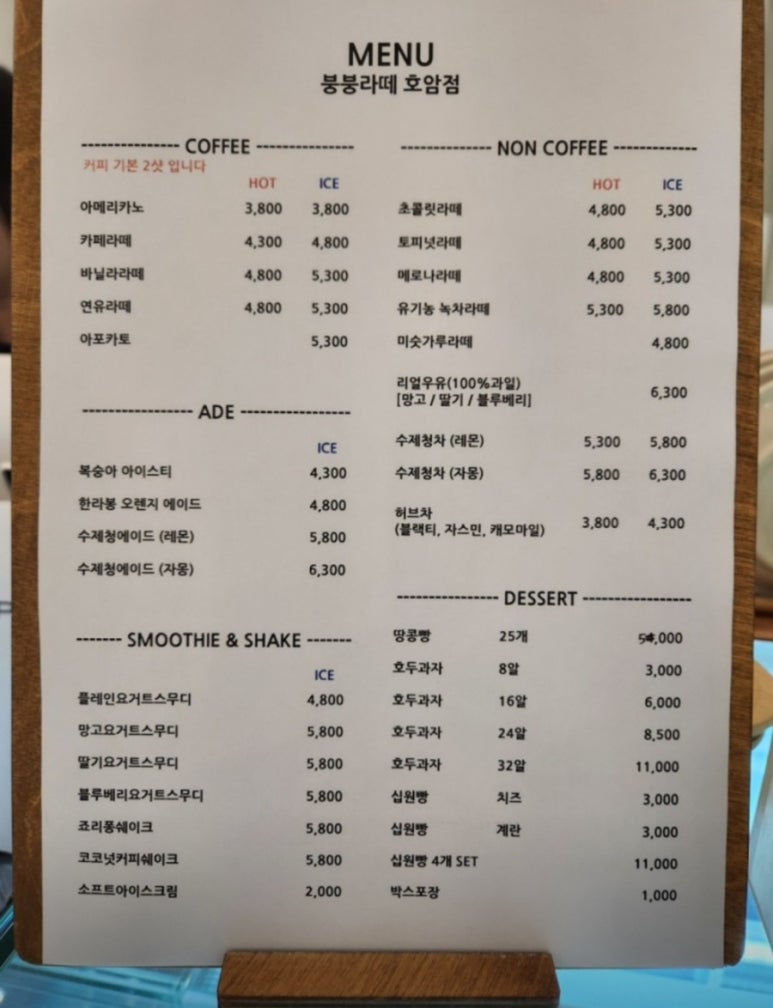 MENU
붕붕라떼 호암점
--------------- COFFEE ---------------
커피 기본 2샷 입니다
HOT ICE
아메리카노 3,800 3,800
카페라떼 4,300 4,800
바닐라라떼 4,800 5,300
연유라떼 4,800 5,300
아포카토 5,300
----------------- ADE -----------------
ICE
복숭아 아이스티 4,300
한라봉 오렌지 에이드 4,800
수제청에이드 (레몬) 5,800
수제청에이드 (자몽) 6,300
------- SMOOTHIE & SHAKE -------
ICE
플레인요거트스무디 4,800
망고요거트스무디 5,800
딸기요거트스무디 5,800
블루베리요거트스무디 5,800
죠리퐁쉐이크 5,800
코코넛커피쉐이크 5,800
소프트아이스크림 2,000
-------------- NON COFFEE -------------
HOT ICE
초콜릿라떼 4,800 5,300
토피넛라떼 4,800 5,300
메로나라떼 4,800 5,300
유기농 녹차라떼 5,300 5,800
미숫가루라떼 4,800
리얼우유(100%과일)
[망고 / 딸기 / 블루베리] 6,300
수제청차 (레몬) 5,300 5,800
수제청차 (자몽) 5,800 6,300
허브차
(블랙티, 자스민, 캐모마일) 3,800 4,300
---------------- DESSERT -----------------
땅콩빵 25개 ,000
호두과자 8알 3,000
호두과자 16알 6,000
호두과자 24알 8,500
호두과자 32알 11,000
십원빵 치즈 3,000
십원빵 계란 3,000
십원빵 4개 SET 11,000
박스포장 1,000